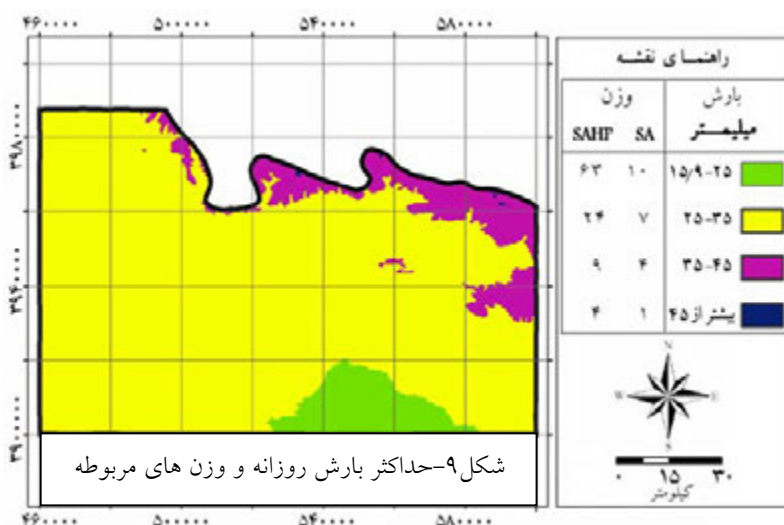 ۴۶۰۰۰۰ ۵۰۰۰۰۰ ۵۴۰۰۰۰ ۵۸۰۰۰۰
۳۹۸۰۰۰۰
۳۹۴۰۰۰۰
۳۹۰۰۰۰۰
راهنمای نقشه
بارش وزن
میلیمتر SA SAHP
۱۵/۹-۲۵ ۱۰ ۶۳
۲۵-۳۵ ۷ ۲۴
۳۵-۴۵ ۴ ۹
بیشتر از ۴۵ ۱ ۴
N
W E
S
۰ ۱۵ ۳۰
کیلومتر
شکل۹-حداکثر بارش روزانه و وزن های مربوطه
۴۶۰۰۰۰ ۵۰۰۰۰۰ ۵۴۰۰۰۰ ۵۸۰۰۰۰